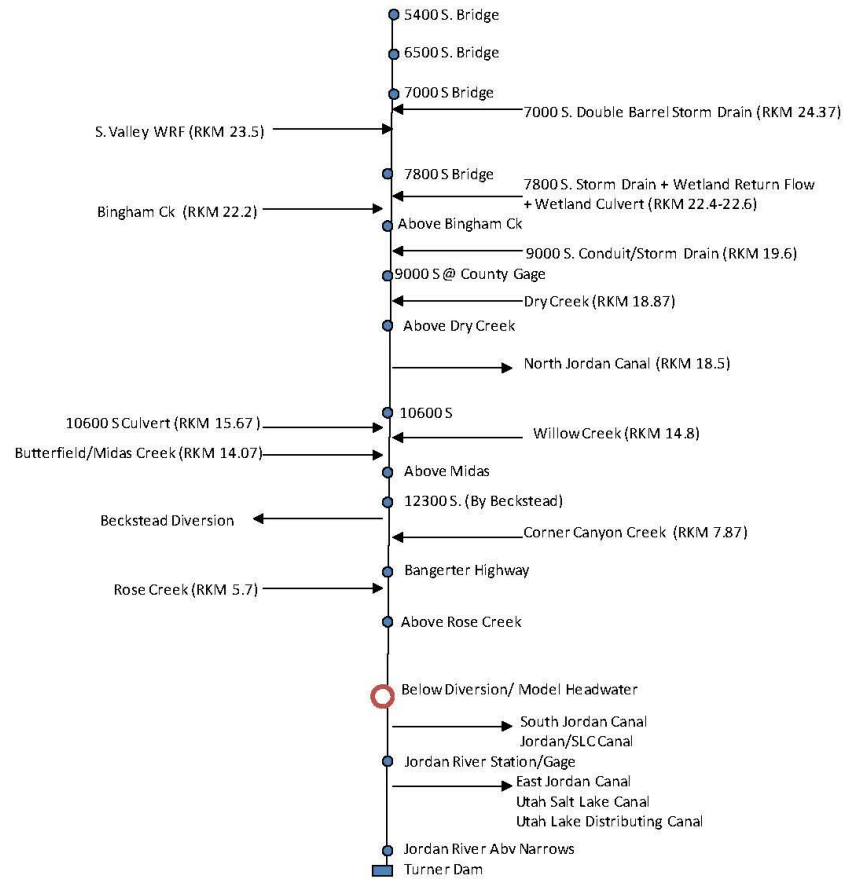 5400 S. Bridge
6500 S. Bridge
7000 S Bridge
7000 S. Double Barrel Storm Drain (RKM 24.37)
S. Valley WRF (RKM 23.5)
7800 S Bridge
7800 S. Storm Drain + Wetland Return Flow
+ Wetland Culvert (RKM 22.4-22.6)
Bingham Ck (RKM 22.2)
Above Bingham Ck
9000 S. Conduit/Storm Drain (RKM 19.6)
9000 S @ County Gage
Dry Creek (RKM 18.87)
Above Dry Creek
North Jordan Canal (RKM 18.5)
10600 S
10600 S Culvert (RKM 15.67 )
Willow Creek (RKM 14.8)
Butterfield/Midas Creek (RKM 14.07)
Above Midas
12300 S. (By Beckstead)
Beckstead Diversion
Corner Canyon Creek (RKM 7.87)
Bangerter Highway
Rose Creek (RKM 5.7)
Above Rose Creek
Below Diversion/ Model Headwater
South Jordan Canal
Jordan/SLC Canal
Jordan River Station/Gage
East Jordan Canal
Utah Salt Lake Canal
Utah Lake Distributing Canal
Jordan River Abv Narrows
Turner Dam